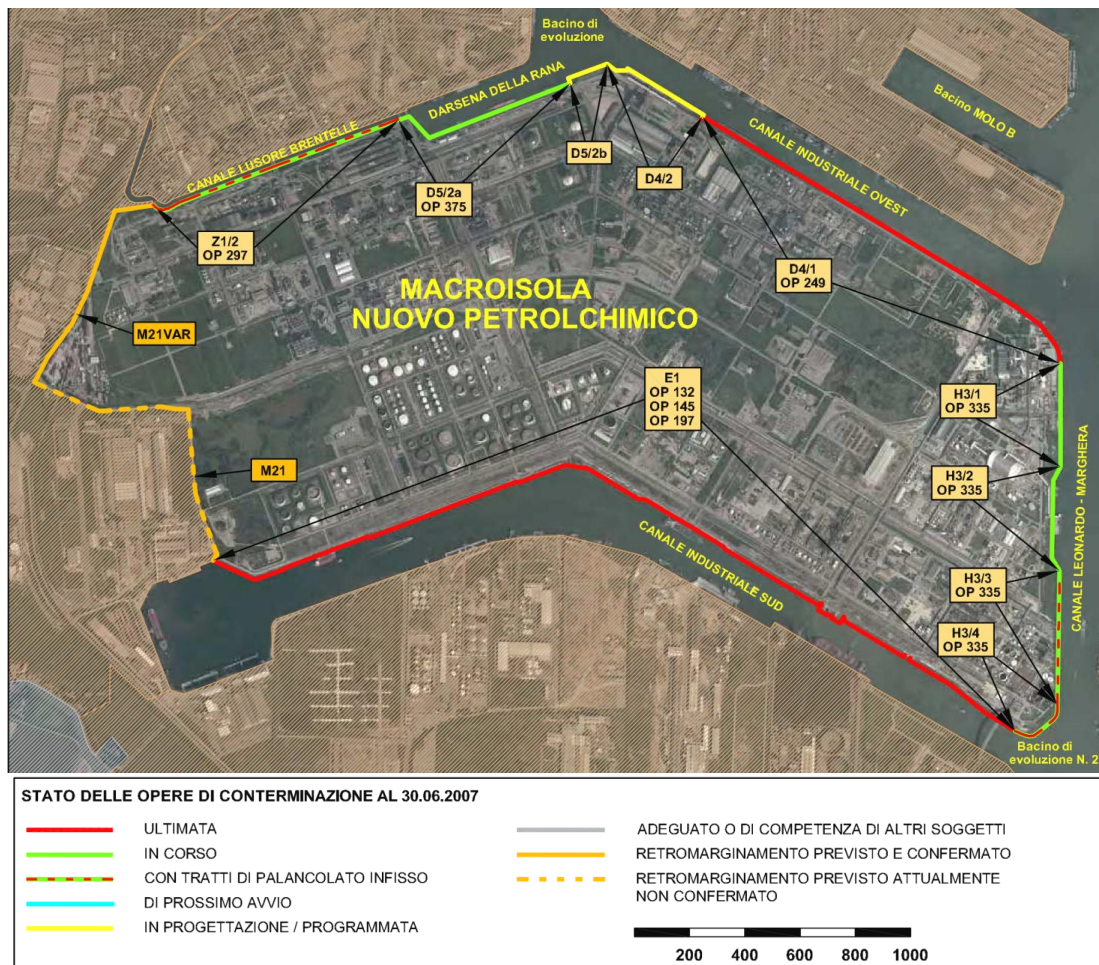 Bacino di
evoluzione
DARSENA DELLA RANA
Bacino MOLO B
CANALE LUSORE BRENTELLE
CANALE INDUSTRIALE OVEST
D5/2b
D4/2
D5/2a
OP 375
Z1/2
OP 297
D4/1
OP 249
MACROISOLA
NUOVO PETROLCHIMICO
M21VAR
E1
OP 132
OP 145
OP 197
H3/1
OP 335
M21
H3/2
OP 335
CANALE LEONARDO - MARGHERA
CANALE INDUSTRIALE SUD
H3/3
OP 335
H3/4
OP 335
Bacino di
evoluzione N. 2
STATO DELLE OPERE DI CONTERMINAZIONE AL 30.06.2007
ULTIMATA
IN CORSO
CON TRATTI DI PALANCOLATO INFISSO
DI PROSSIMO AVVIO
IN PROGETTAZIONE / PROGRAMMATA
ADEGUATO O DI COMPETENZA DI ALTRI SOGGETTI
RETROMARGINAMENTO PREVISTO E CONFERMATO
RETROMARGINAMENTO PREVISTO ATTUALMENTE
NON CONFERMATO
200 400 600 800 1000